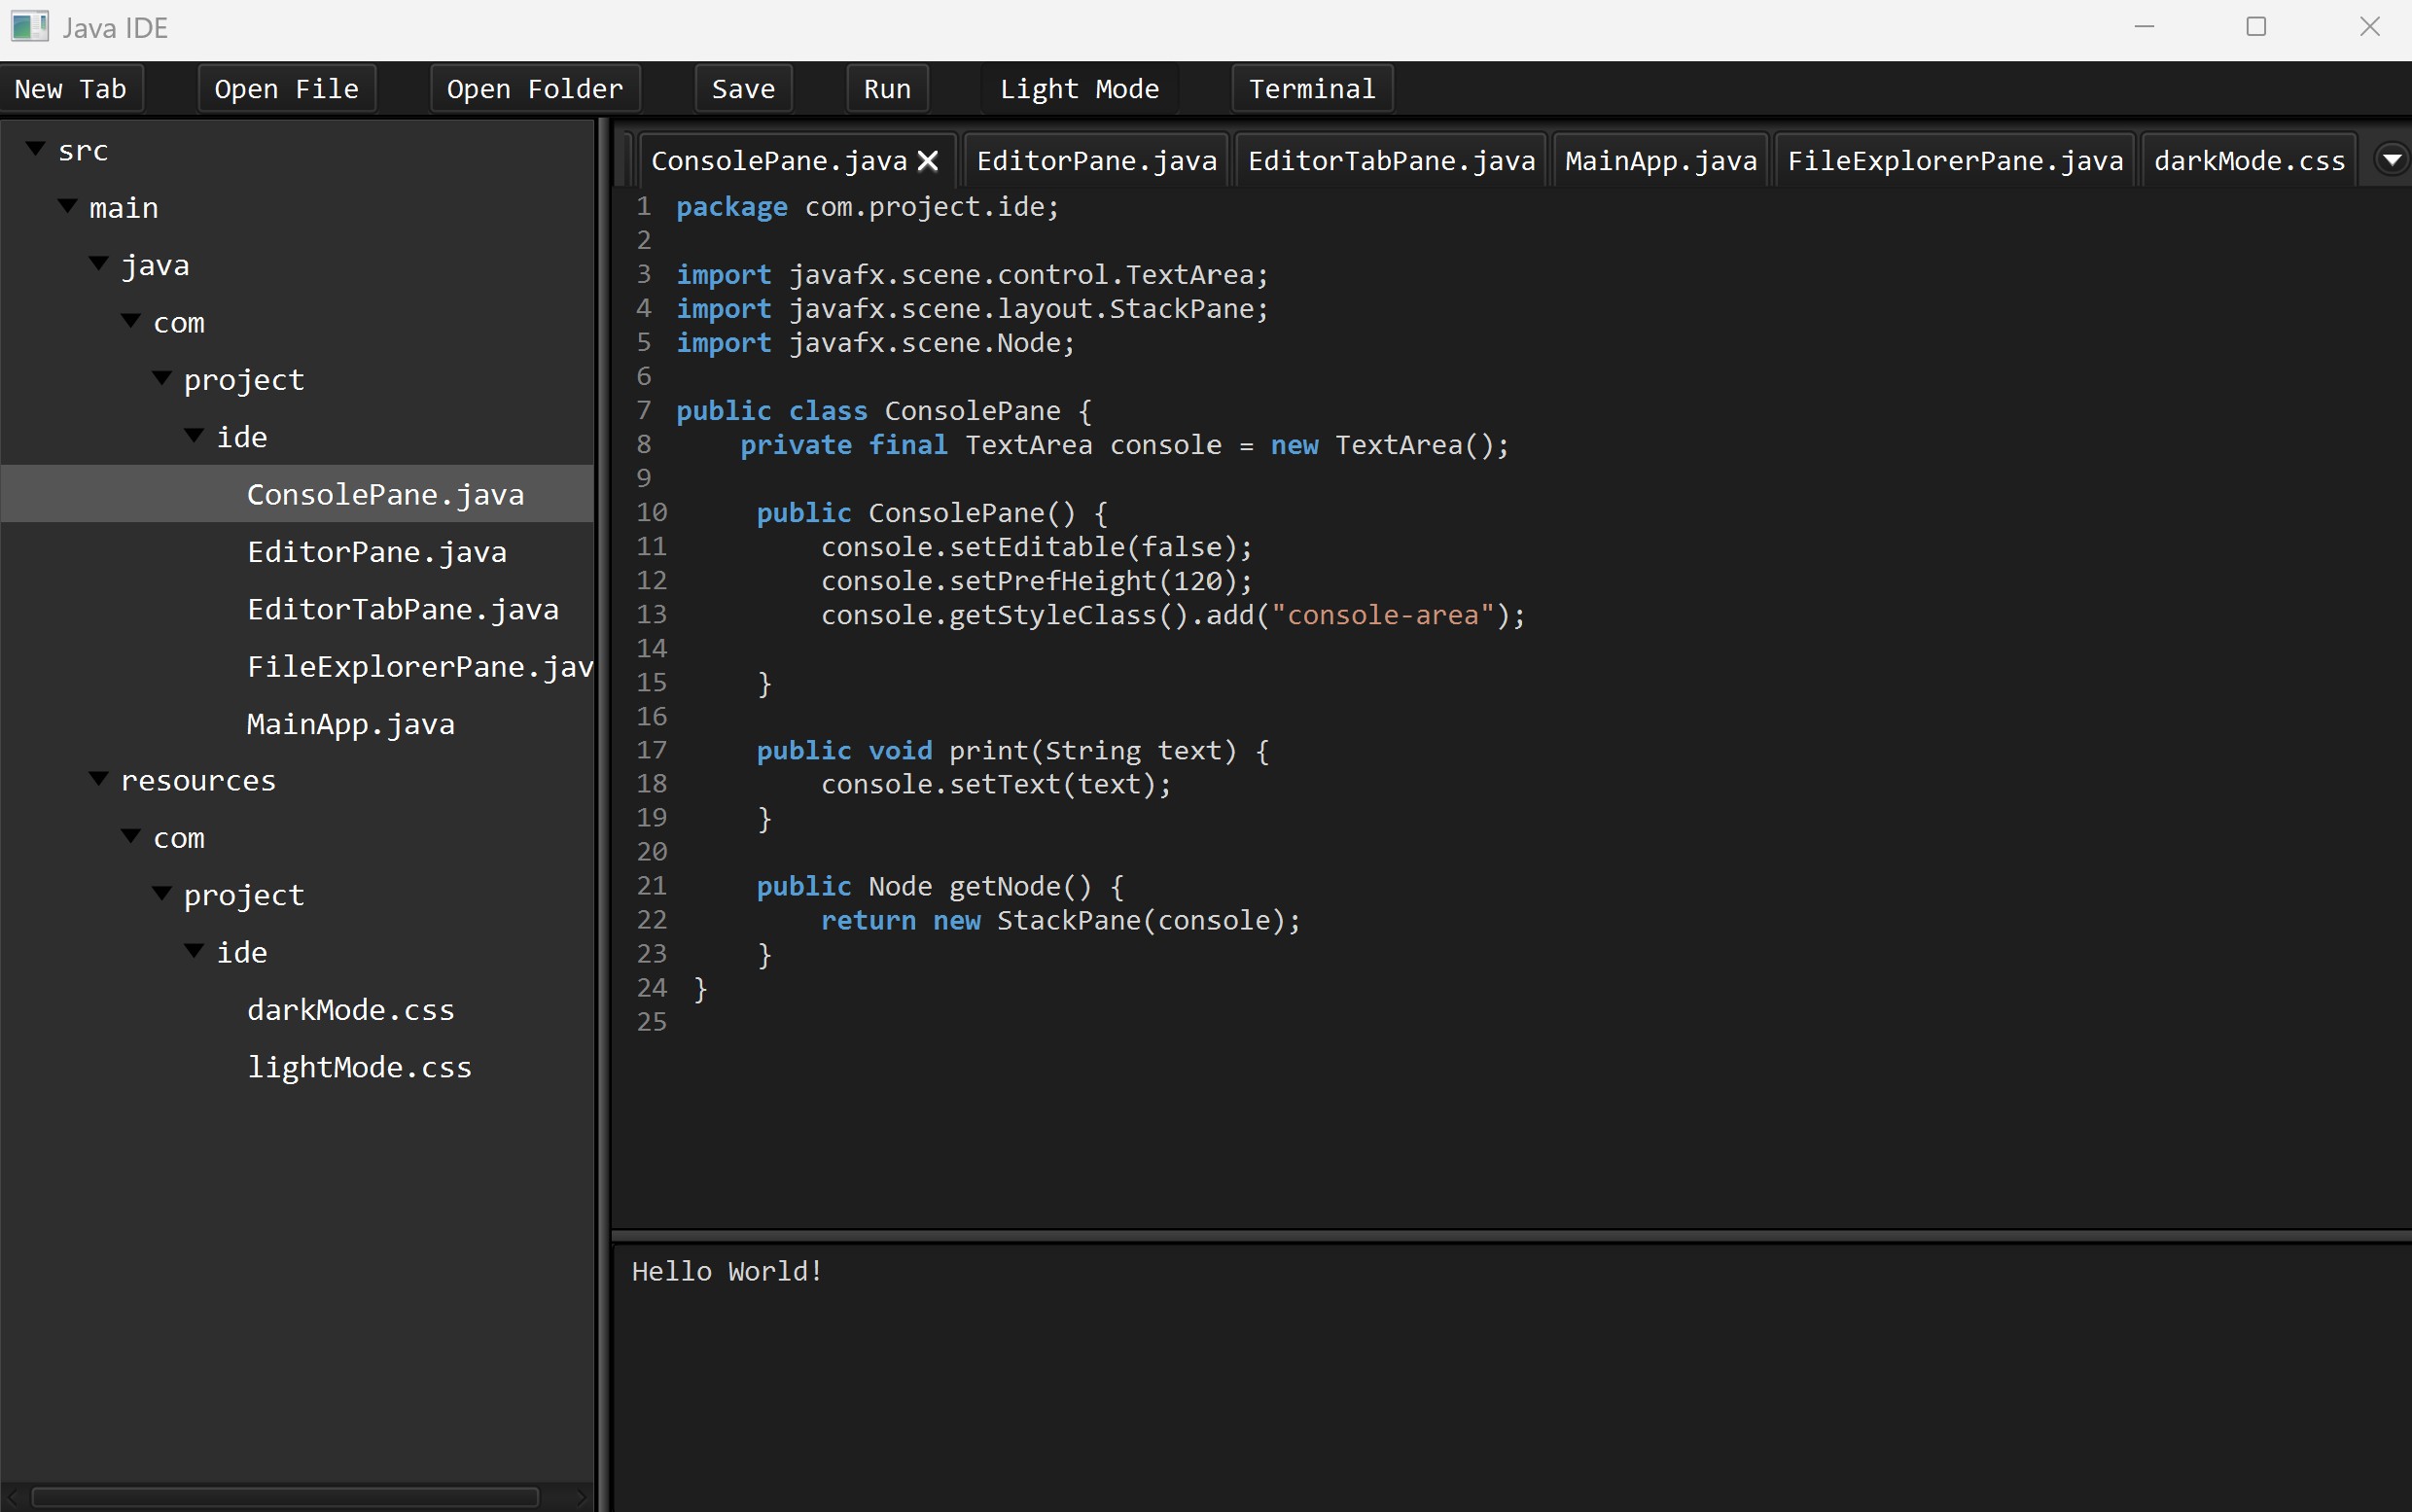 Java IDE
New Tab Open File Open Folder Save Run Light Mode Terminal
src
main
java
com
project
ide
ConsolePane.java
EditorPane.java
EditorTabPane.java
FileExplorerPane.jav
MainApp.java
resources
com
project
ide
darkMode.css
lightMode.css
ConsolePane.java EditorPane.java EditorTabPane.java MainApp.java FileExplorerPane.java darkMode.css
1 package com.project.ide;
2
3 import javafx.scene.control.TextArea;
4 import javafx.scene.layout.StackPane;
5 import javafx.scene.Node;
6
7 public class ConsolePane {
8     private final TextArea console = new TextArea();
9
10     public ConsolePane() {
11         console.setEditable(false);
12         console.setPrefHeight(120);
13         console.getStyleClass().add("console-area");
14
15     }
16
17     public void print(String text) {
18         console.setText(text);
19     }
20
21     public Node getNode() {
22         return new StackPane(console);
23     }
24 }
25
Hello World!